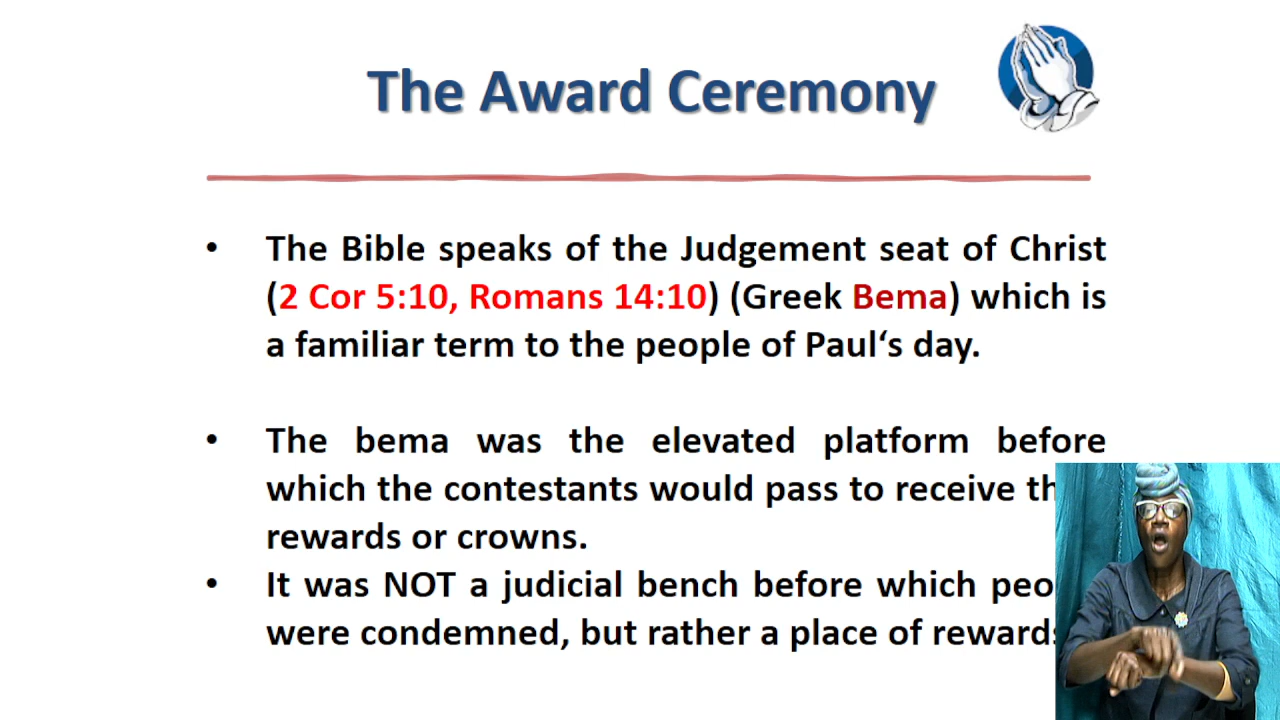 The Award Ceremony
• The Bible speaks of the Judgement seat of Christ
(2 Cor 5:10, Romans 14:10) (Greek Bema) which is
a familiar term to the people of Paul‘s day.
• The bema was the elevated platform before
which the contestants would pass to receive
rewards or crowns.
• It was NOT a judicial bench before which
were condemned, but rather a place of rewards